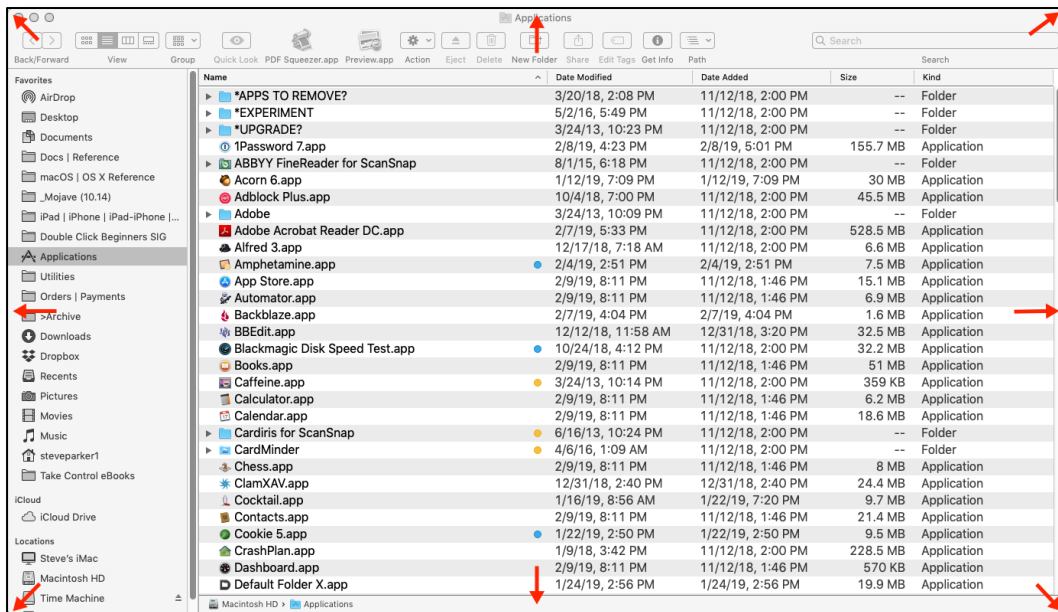 Applications
Back/Forward View Group Quick Look PDF Squeezer.app Preview.app Action Eject Delete New Folder Share Edit Tags Get Info Path Search
Search
Favorites
AirDrop
Desktop
Documents
Docs | Reference
macOS | OS X Reference
_Mojave (10.14)
iPad | iPhone | iPad-iPhone |...
Double Click Beginners SIG
Applications
Utilities
Orders | Payments
>Archive
Downloads
Dropbox
Recents
Pictures
Movies
Music
steveparker1
Take Control eBooks
iCloud
iCloud Drive
Locations
Steve's iMac
Macintosh HD
Time Machine
Name Date Modified Date Added Size Kind
*APPS TO REMOVE? 3/20/18, 2:08 PM 11/12/18, 2:00 PM -- Folder
*EXPERIMENT 5/2/16, 5:49 PM 11/12/18, 2:00 PM -- Folder
*UPGRADE? 3/24/13, 10:23 PM 11/12/18, 2:00 PM -- Folder
1Password 7.app 2/8/19, 4:23 PM 2/8/19, 5:01 PM 155.7 MB Application
ABBYY FineReader for ScanSnap 8/1/15, 6:18 PM 11/12/18, 2:00 PM -- Folder
Acorn 6.app 1/12/19, 7:09 PM 1/12/19, 7:09 PM 30 MB Application
Adblock Plus.app 10/4/18, 7:00 PM 11/12/18, 2:00 PM 45.5 MB Application
Adobe 3/24/13, 10:09 PM 11/12/18, 2:00 PM -- Folder
Adobe Acrobat Reader DC.app 2/7/19, 5:33 PM 11/12/18, 2:00 PM 528.5 MB Application
Alfred 3.app 12/17/18, 7:18 AM 11/12/18, 2:00 PM 6.6 MB Application
Amphetamine.app 2/4/19, 2:51 PM 2/4/19, 2:51 PM 7.5 MB Application
App Store.app 2/9/19, 8:11 PM 11/12/18, 1:46 PM 15.1 MB Application
Automator.app 2/9/19, 8:11 PM 11/12/18, 1:46 PM 6.9 MB Application
Backblaze.app 2/7/19, 4:04 PM 2/7/19, 4:04 PM 1.6 MB Application
BBEdit.app 12/12/18, 11:58 AM 12/31/18, 3:20 PM 32.5 MB Application
Blackmagic Disk Speed Test.app 10/24/18, 4:12 PM 11/12/18, 2:00 PM 32.2 MB Application
Books.app 2/9/19, 8:11 PM 11/12/18, 1:46 PM 51 MB Application
Caffeine.app 3/24/13, 10:14 PM 11/12/18, 2:00 PM 359 KB Application
Calculator.app 2/9/19, 8:11 PM 11/12/18, 1:46 PM 6.2 MB Application
Calendar.app 2/9/19, 8:11 PM 11/12/18, 1:46 PM 18.6 MB Application
Cardiris for ScanSnap 6/16/13, 10:24 PM 11/12/18, 2:00 PM -- Folder
CardMinder 4/6/16, 1:09 AM 11/12/18, 2:00 PM -- Folder
Chess.app 2/9/19, 8:11 PM 11/12/18, 1:46 PM 8 MB Application
ClamXAV.app 12/31/18, 2:40 PM 12/31/18, 2:40 PM 24.4 MB Application
Cocktail.app 1/16/19, 8:56 AM 1/22/19, 7:20 PM 9.7 MB Application
Contacts.app 2/9/19, 8:11 PM 11/12/18, 1:46 PM 21.4 MB Application
Cookie 5.app 1/22/19, 2:50 PM 1/22/19, 2:50 PM 9.5 MB Application
CrashPlan.app 1/9/18, 3:42 PM 11/12/18, 2:00 PM 228.5 MB Application
Dashboard.app 2/9/19, 8:11 PM 11/12/18, 1:46 PM 570 KB Application
Default Folder X.app 1/24/19, 2:56 PM 1/24/19, 2:56 PM 19.9 MB Application
Macintosh HD > Applications